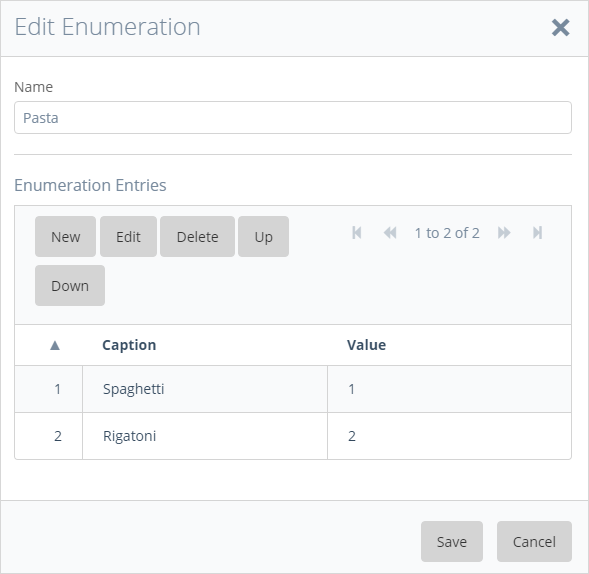 Edit Enumeration
Name
Pasta
Enumeration Entries
New Edit Delete Up 1 to 2 of 2
Down
Caption Value
1 Spaghetti 1
2 Rigatoni 2
Save Cancel